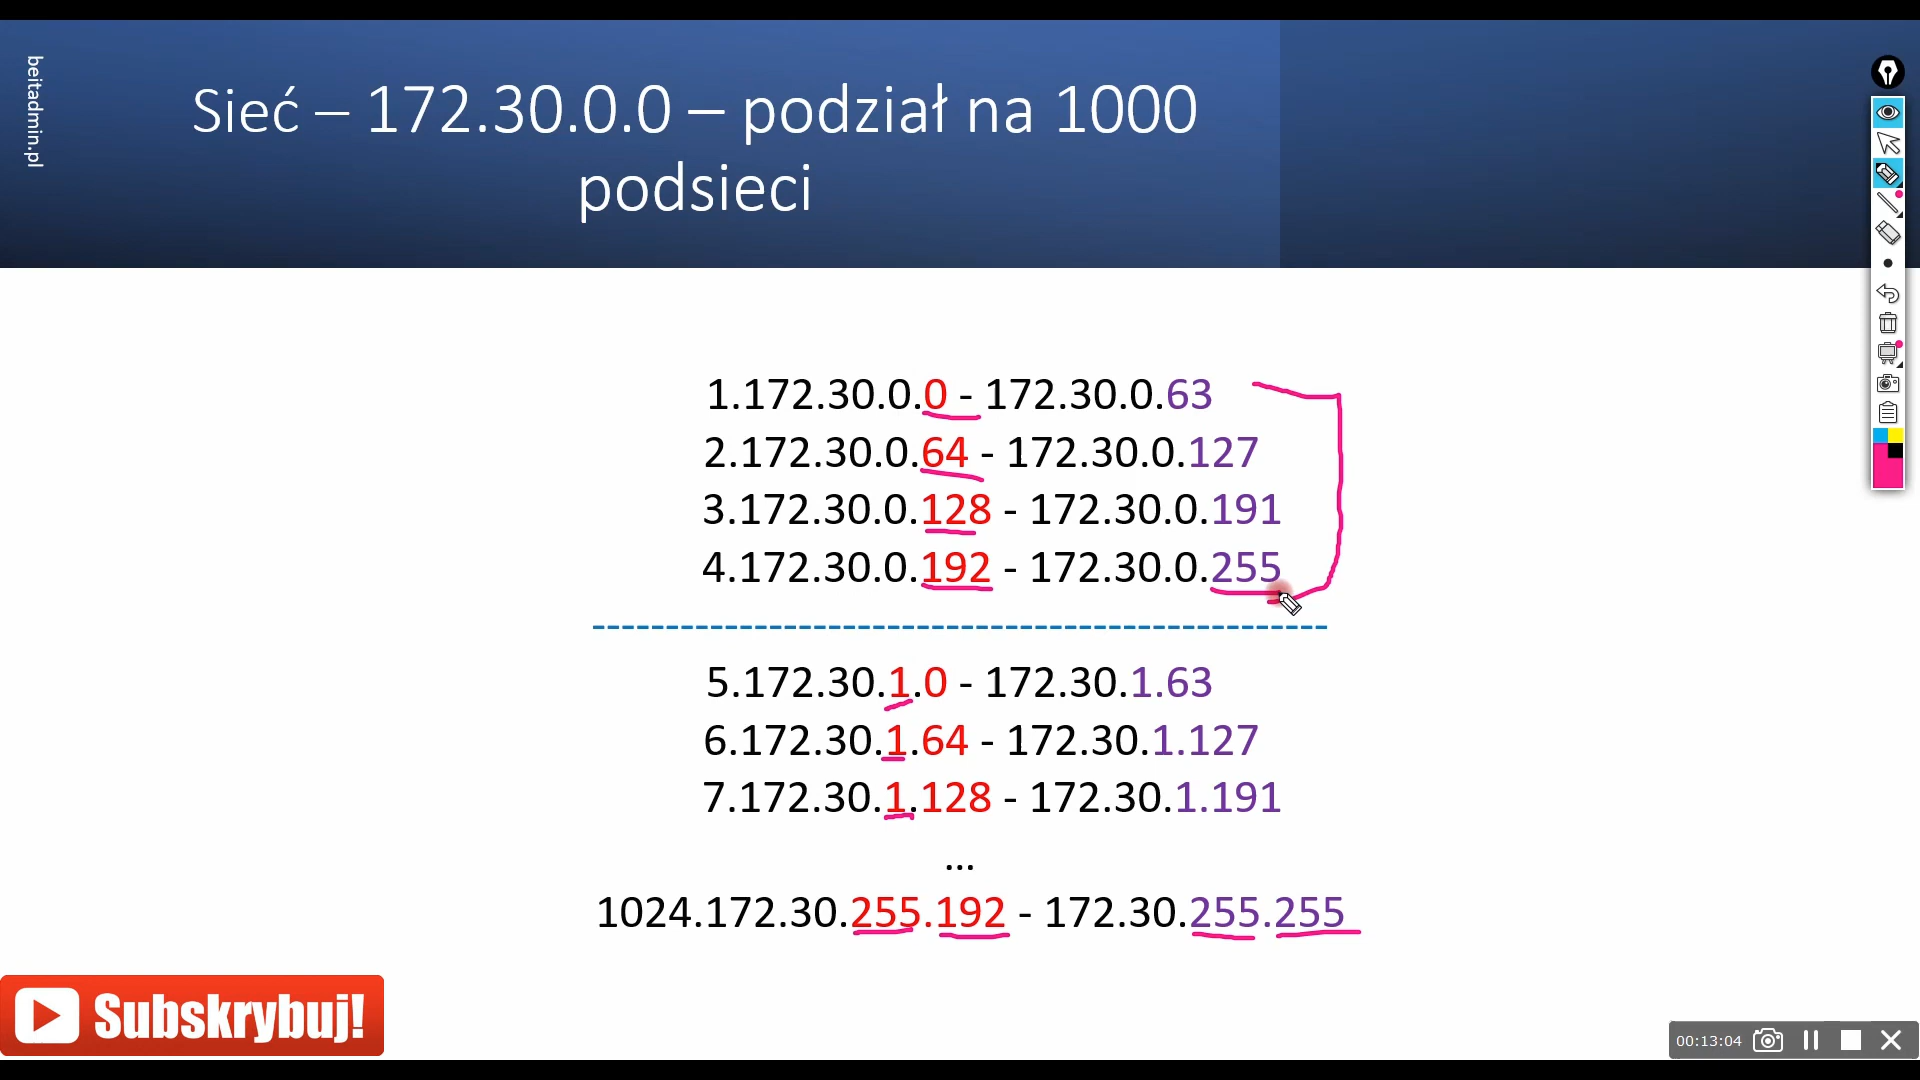 beitadmin.pl
Sieć – 172.30.0.0 – podział na 1000
podsieci
1.172.30.0.0 - 172.30.0.63
2.172.30.0.64 - 172.30.0.127
3.172.30.0.128 - 172.30.0.191
4.172.30.0.192 - 172.30.0.255
--------------------------------------------------
5.172.30.1.0 - 172.30.1.63
6.172.30.1.64 - 172.30.1.127
7.172.30.1.128 - 172.30.1.191
...
1024.172.30.255.192 - 172.30.255.255
Subskrybuj!
00:13:04